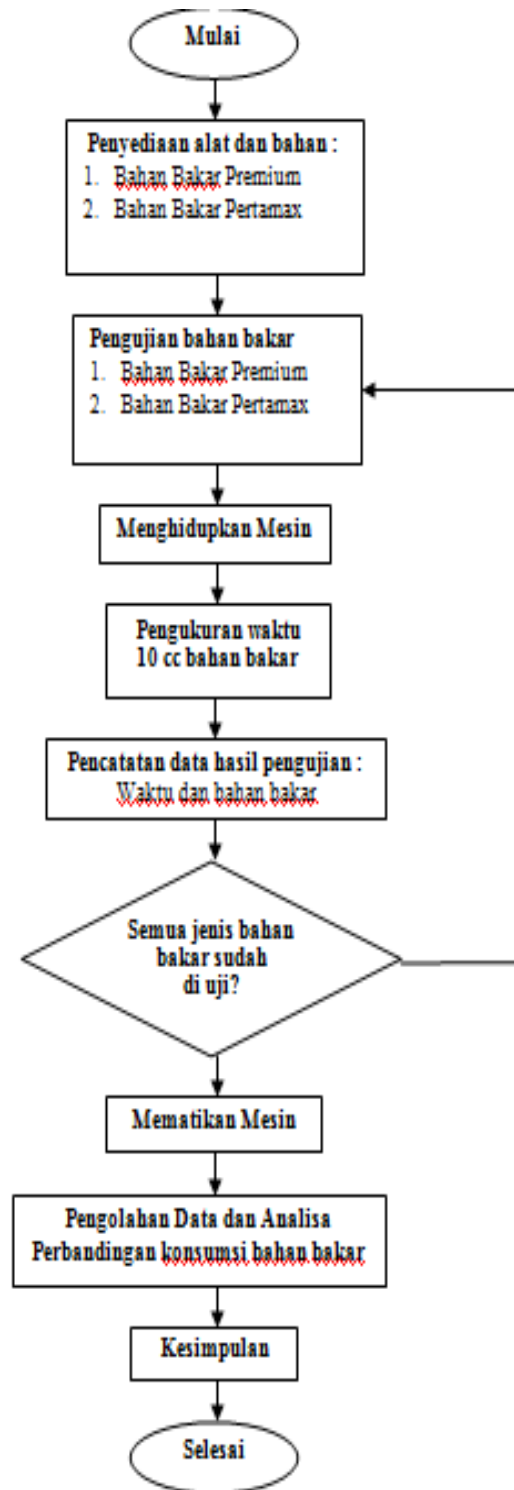 Mulai
Penyediaan alat dan bahan :
1. Bahan Bakar Premium
2. Bahan Bakar Pertamax
Pengujian bahan bakar
1. Bahan Bakar Premium
2. Bahan Bakar Pertamax
Menghidupkan Mesin
Pengukuran waktu
10 cc bahan bakar
Pencatatan data hasil pengujian :
Waktu dan bahan bakar
Semua jenis bahan
bakar sudah
di uji?
Mematikan Mesin
Pengolahan Data dan Analisa
Perbandingan konsumsi bahan bakar
Kesimpulan
Selesai